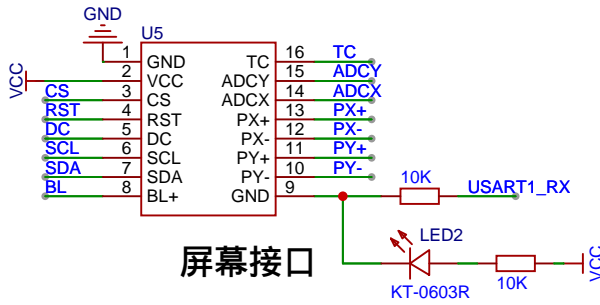 GND
U5
1 GND TC 16 TC
VCC 2 VCC ADCY 15 ADCY
CS 3 CS ADCX 14 ADCX
RST 4 RST PX+ 13 PX+
DC 5 DC PX- 12 PX-
SCL 6 SCL PY+ 11 PY+
SDA 7 SDA PY- 10 PY-
BL 8 BL+ GND 9
10K USART1_RX
屏幕接口
LED2
KT-0603R
10K
VCC